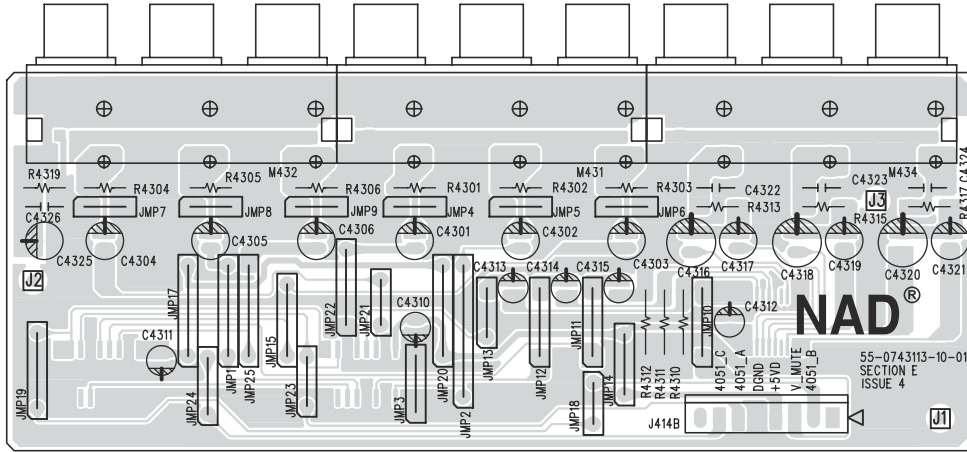 R4319
R4304
R4305
M432
R4306
R4301
R4302
M431
R4303
C4322
C4323
M434
R4317 C4324
C4326
JMP7
JMP8
JMP9
JMP4
JMP5
JMP6
R4313
R4315
J3
C4325
C4304
C4305
C4306
C4301
C4302
C4303
C4316
C4317
C4318
C4319
C4320
C4321
J2
JMP17
C4313
C4314
C4315
C4310
C4312
JMP22
JMP21
JMP10
NAD®
C4311
JMP15
JMP13
JMP11
JMP19
JMP24
JMP1
JMP25
JMP23
JMP3
JMP20
JMP2
JMP12
JMP18
JMP14
R4312
R4311
R4310
4051_C
4051_A
DGND
+5VD
V_MUTE
4051_B
55-0743113-10-01
SECTION E
ISSUE 4
J414B
J1